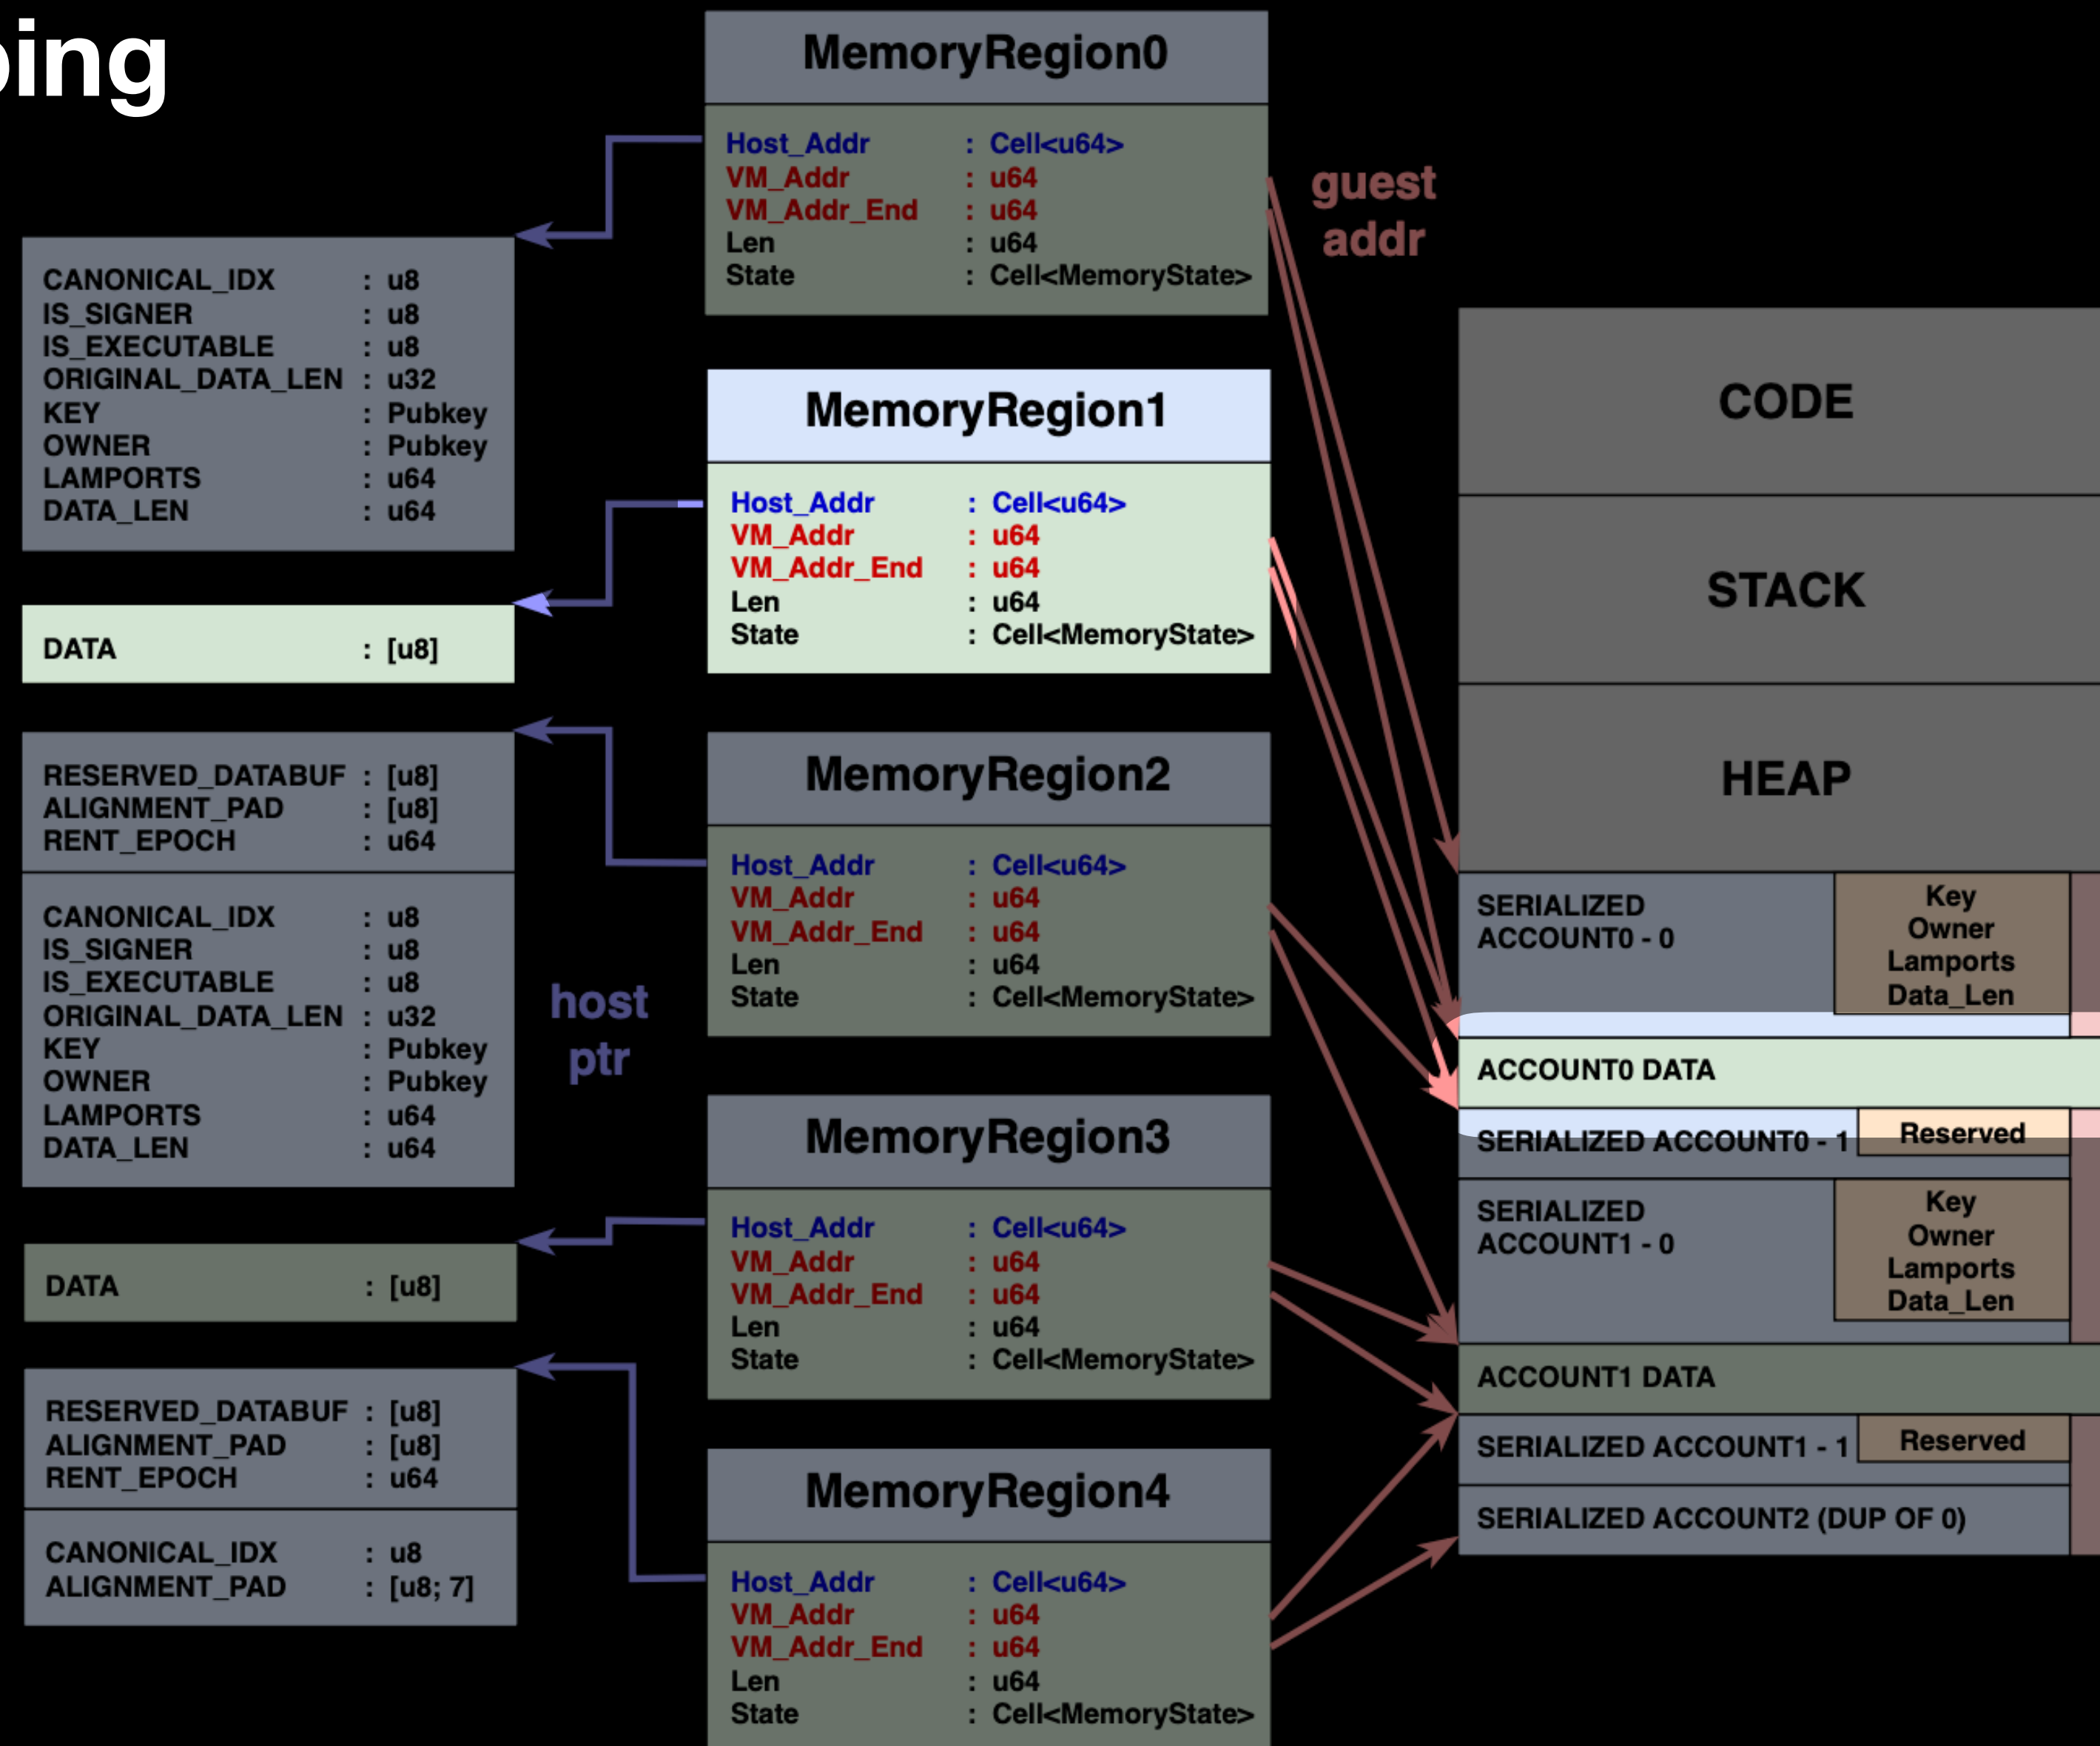 ing
MemoryRegion0
Host_Addr : Cell<u64>
VM_Addr : u64
VM_Addr_End : u64
Len : u64
State : Cell<MemoryState>
guest
addr
CANONICAL_IDX : u8
IS_SIGNER : u8
IS_EXECUTABLE : u8
ORIGINAL_DATA_LEN : u32
KEY : Pubkey
OWNER : Pubkey
LAMPORTS : u64
DATA_LEN : u64
MemoryRegion1
Host_Addr : Cell<u64>
VM_Addr : u64
VM_Addr_End : u64
Len : u64
State : Cell<MemoryState>
DATA : [u8]
MemoryRegion2
Host_Addr : Cell<u64>
VM_Addr : u64
VM_Addr_End : u64
Len : u64
State : Cell<MemoryState>
RESERVED_DATABUF : [u8]
ALIGNMENT_PAD : [u8]
RENT_EPOCH : u64
CANONICAL_IDX : u8
IS_SIGNER : u8
IS_EXECUTABLE : u8
ORIGINAL_DATA_LEN : u32
KEY : Pubkey
OWNER : Pubkey
LAMPORTS : u64
DATA_LEN : u64
host
ptr
MemoryRegion3
Host_Addr : Cell<u64>
VM_Addr : u64
VM_Addr_End : u64
Len : u64
State : Cell<MemoryState>
DATA : [u8]
RESERVED_DATABUF : [u8]
ALIGNMENT_PAD : [u8]
RENT_EPOCH : u64
CANONICAL_IDX : u8
ALIGNMENT_PAD : [u8; 7]
MemoryRegion4
Host_Addr : Cell<u64>
VM_Addr : u64
VM_Addr_End : u64
Len : u64
State : Cell<MemoryState>
CODE
STACK
HEAP
SERIALIZED
ACCOUNT0 - 0
Key
Owner
Lamports
Data_Len
ACCOUNT0 DATA
SERIALIZED ACCOUNT0 - 1
Reserved
SERIALIZED
ACCOUNT1 - 0
Key
Owner
Lamports
Data_Len
ACCOUNT1 DATA
SERIALIZED ACCOUNT1 - 1
Reserved
SERIALIZED ACCOUNT2 (DUP OF 0)